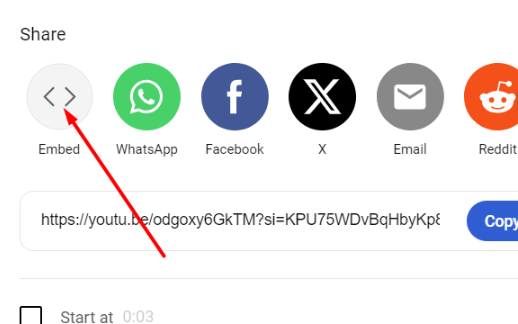 Share
Embed WhatsApp Facebook X Email Reddit
https://youtu.be/odgoxy6GkTM?si=KPU75WDvBqHbyKp8 Copy
Start at 0:03